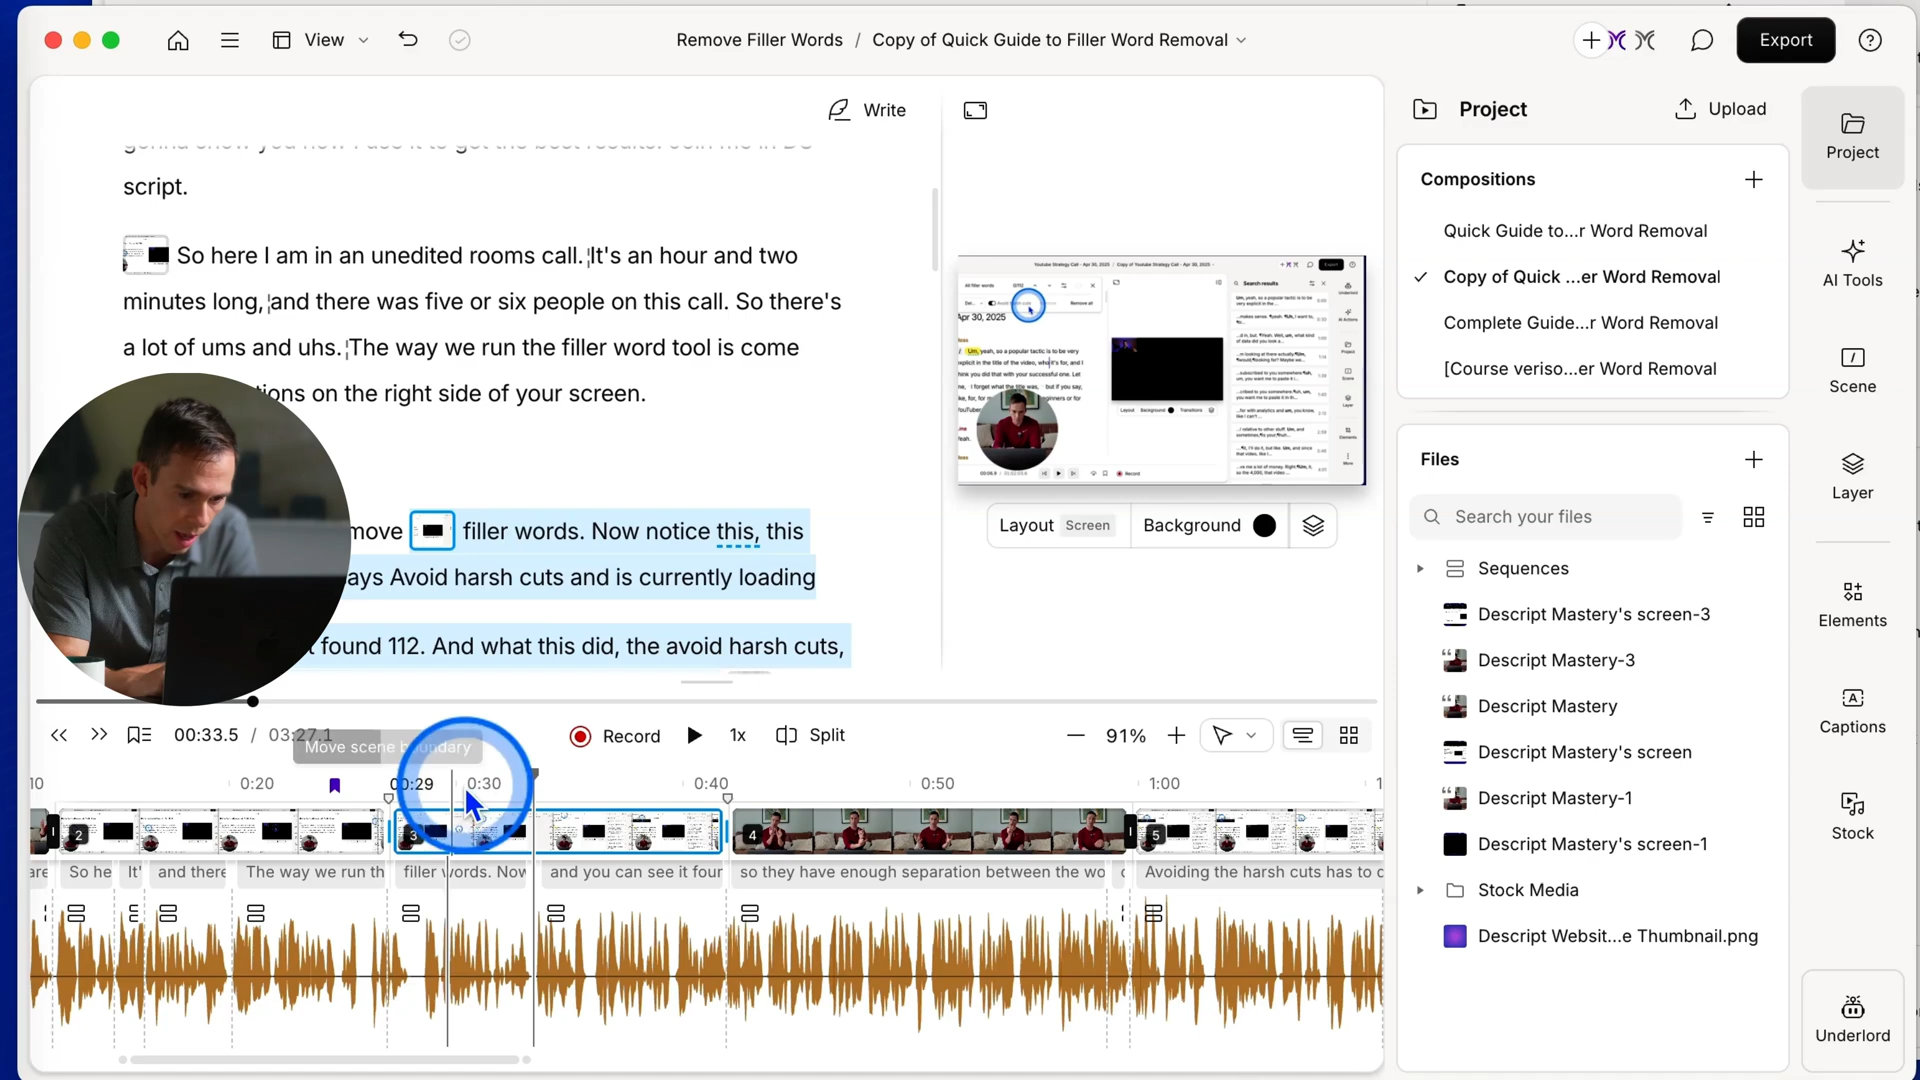 View
Remove Filler Words / Copy of Quick Guide to Filler Word Removal
Export
Write
script.
So here I am in an unedited rooms call. It's an hour and two
minutes long, and there was five or six people on this call. So there's
a lot of ums and uhs. The way we run the filler word tool is come
on the right side of your screen.
filler words. Now notice this, this
Avoid harsh cuts and is currently loading
found 112. And what this did, the avoid harsh cuts,
Layout Screen Background
Project
Upload
Compositions
Quick Guide to...r Word Removal
Copy of Quick ...er Word Removal
Complete Guide...r Word Removal
[Course veriso...er Word Removal
Files
Search your files
Sequences
Descript Mastery's screen-3
Descript Mastery-3
Descript Mastery
Descript Mastery's screen
Descript Mastery-1
Descript Mastery's screen-1
Stock Media
Descript Websit...e Thumbnail.png
Project
AI Tools
Scene
Layer
Elements
Captions
Stock
Underlord
00:33.5 / 03:27.1
Record
1x
Split
91%
Move scene boundary
10 0:20 00:29 0:30 0:40 0:50 1:00 1
2 3 4 5
are So he It' and there The way we run th filler words. Now and you can see it four so they have enough separation between the wo Avoiding the harsh cuts has to